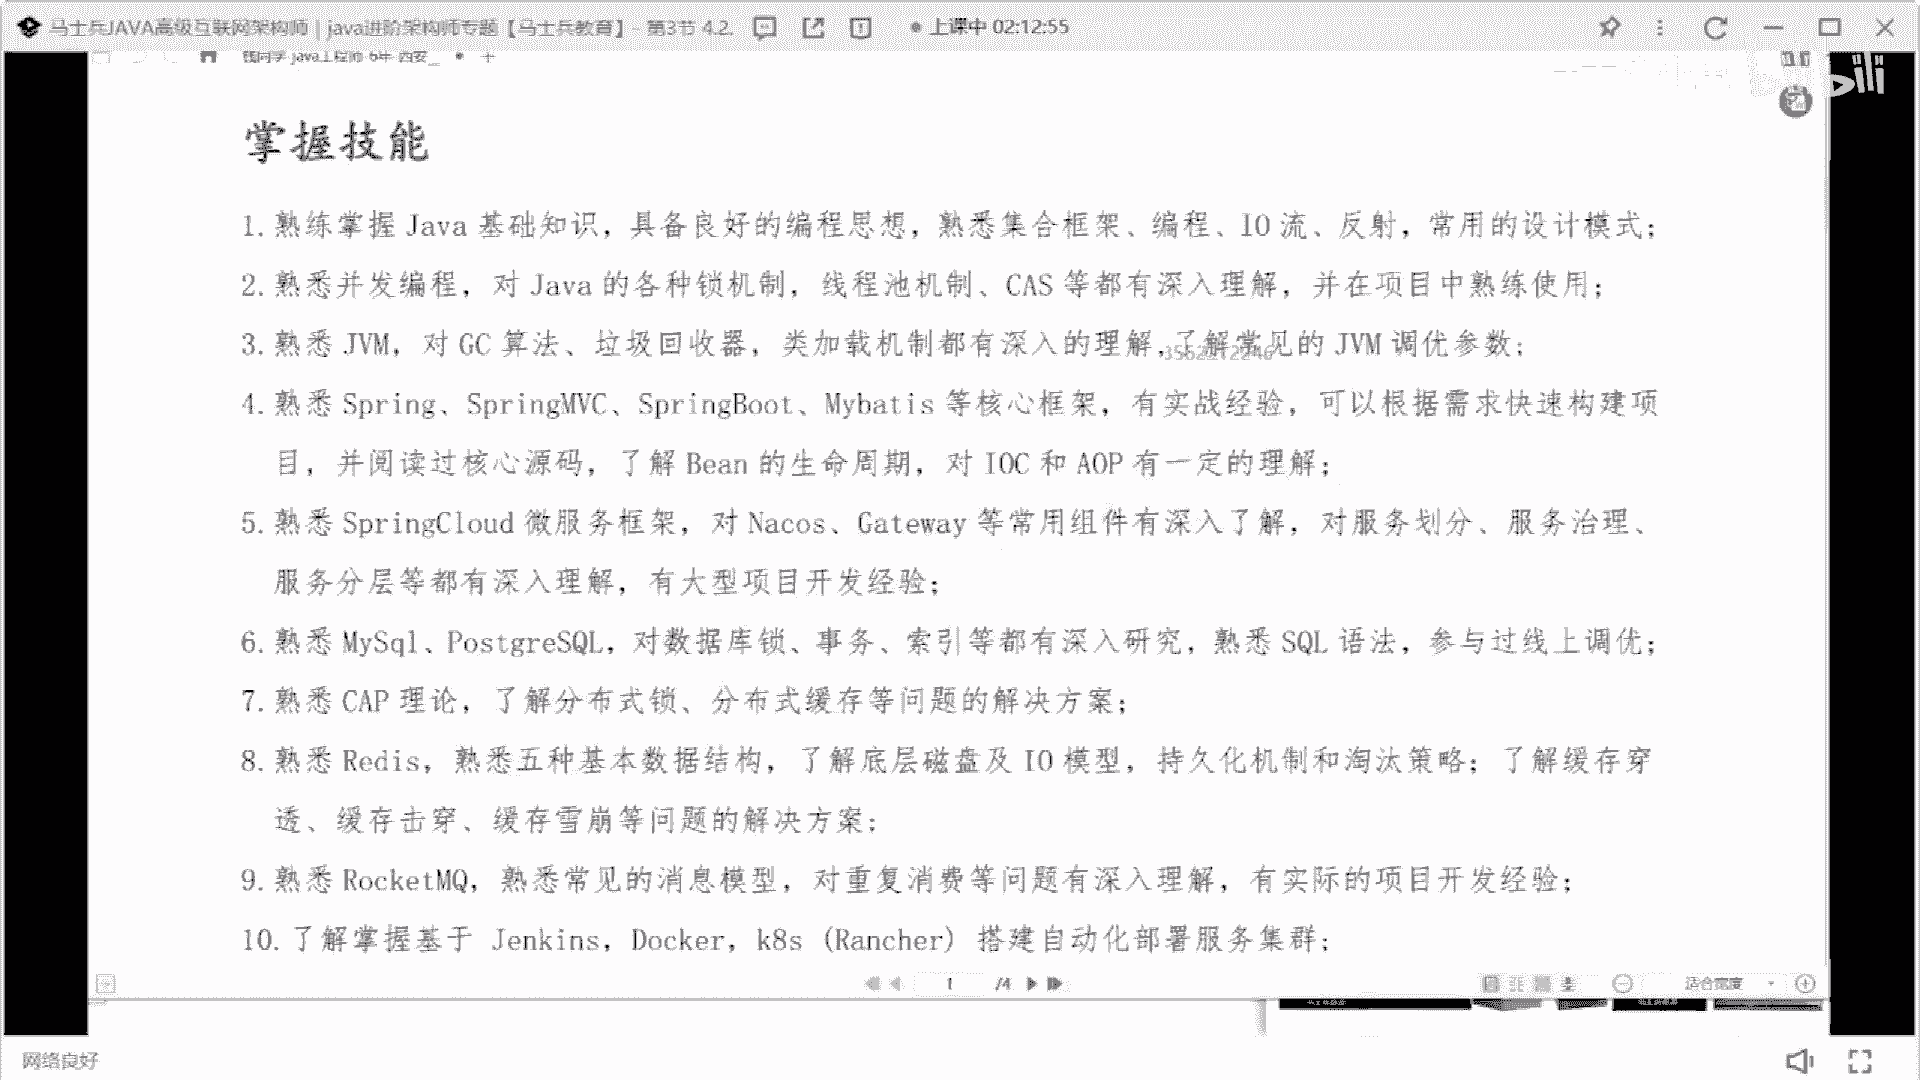 马士兵JAVA高级互联网架构师｜java进阶架构师专题【马士兵教育】- 第3节 4.2. 上课中 02:12:55
钱同学 java工程师 6年 西安
掌握技能
1. 熟练掌握 Java 基础知识，具备良好的编程思想，熟悉集合框架、编程、IO 流、反射，常用的设计模式；
2. 熟悉并发编程，对 Java 的各种锁机制，线程池机制、CAS 等都有深入理解，并在项目中熟练使用；
3. 熟悉 JVM，对 GC 算法、垃圾回收器，类加载机制都有深入的理解，了解常见的 JVM 调优参数；
4. 熟悉 Spring、SpringMVC、SpringBoot、Mybatis 等核心框架，有实战经验，可以根据需求快速构建项
目，并阅读过核心源码，了解 Bean 的生命周期，对 IOC 和 AOP 有一定的理解；
5. 熟悉 SpringCloud 微服务框架，对 Nacos、Gateway 等常用组件有深入了解，对服务划分、服务治理、
服务分层等都有深入理解，有大型项目开发经验；
6. 熟悉 MySql、PostgreSQL，对数据库锁、事务、索引等都有深入研究，熟悉 SQL 语法，参与过线上调优；
7. 熟悉 CAP 理论，了解分布式锁、分布式缓存等问题的解决方案；
8. 熟悉 Redis，熟悉五种基本数据结构，了解底层磁盘及 IO 模型，持久化机制和淘汰策略；了解缓存穿
透、缓存击穿、缓存雪崩等问题的解决方案；
9. 熟悉 RocketMQ，熟悉常见的消息模型，对重复消费等问题有深入理解，有实际的项目开发经验；
10. 了解掌握基于 Jenkins，Docker，k8s (Rancher) 搭建自动化部署服务集群；
1 /4 适合宽度
网络良好